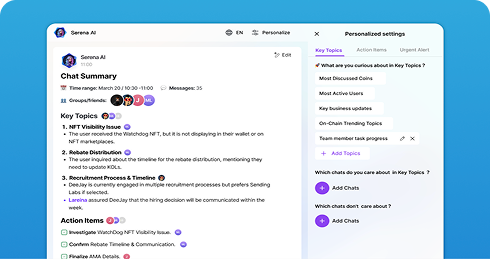 Serena AI
EN
Personalize
Serena AI
11:00
Edit
Chat Summary
Time range: March 20 / 10:30 -11:00
Messages: 35
Groups/friends:
J
ML
Key Topics
1. NFT Visibility Issue
• The user received the Watchdog NFT, but it is not displaying in their wallet or on
NFT marketplaces.
2. Rebate Distribution
• The user inquired about the timeline for the rebate distribution, mentioning they
need to update KOLs.
3. Recruitment Process & Timeline
• DeeJay is currently engaged in multiple recruitment processes but prefers Sending
Labs if selected.
• Lareina assured DeeJay that the hiring decision will be communicated within the
week.
Action Items
Investigate WatchDog NFT Visibility Issue.
Confirm Rebate Timeline & Communication.
Finalize AMA Details.
Personalized settings
Key Topics
Action Items
Urgent Alert
What are you curious about in Key Topics ?
Most Discussed Coins
Most Active Users
Key business updates
On-Chain Trending Topics
Team member task progress
+ Add Topics
Which chats do you care about in Key Topics ?
Add Chats
Which chats don't care about ?
Add Chats